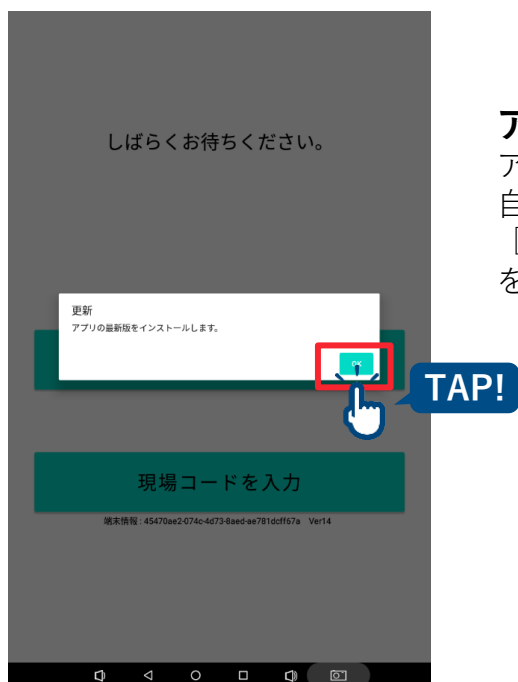 しばらくお待ちください。
更新
アプリの最新版をインストールします。
OK
TAP!
現場コードを入力
端末情報 : 45470ae2-074c-4d73-8aed-ae781dcff67a Ver14
ア
ア
自
「
を